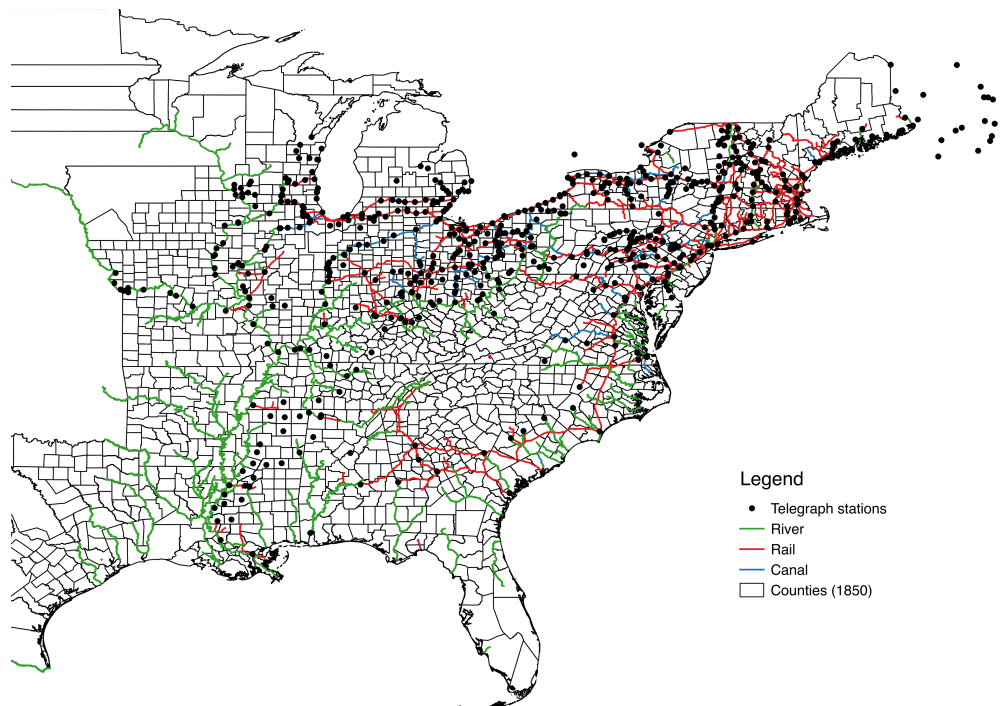 Legend
Telegraph stations
River
Rail
Canal
Counties (1850)